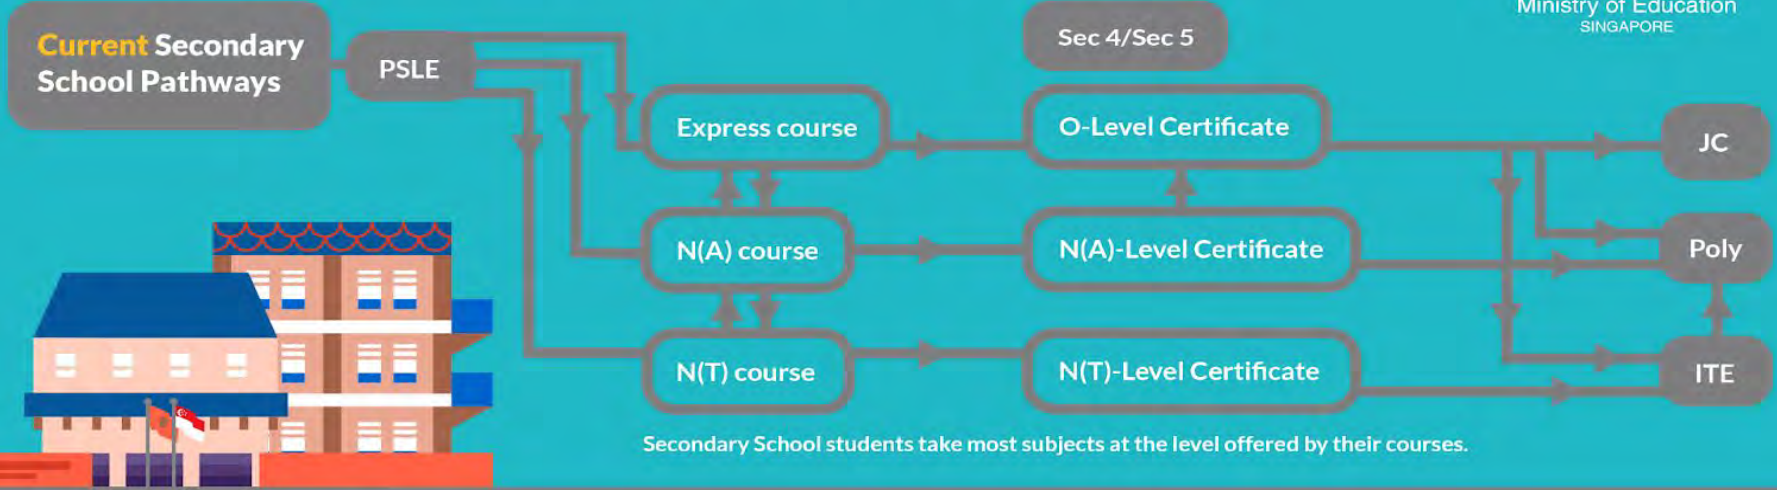 Current Secondary
School Pathways
PSLE
Sec 4/Sec 5
Ministry of Education
SINGAPORE
Express course
O-Level Certificate
JC
N(A) course
N(A)-Level Certificate
Poly
N(T) course
N(T)-Level Certificate
ITE
Secondary School students take most subjects at the level offered by their courses.